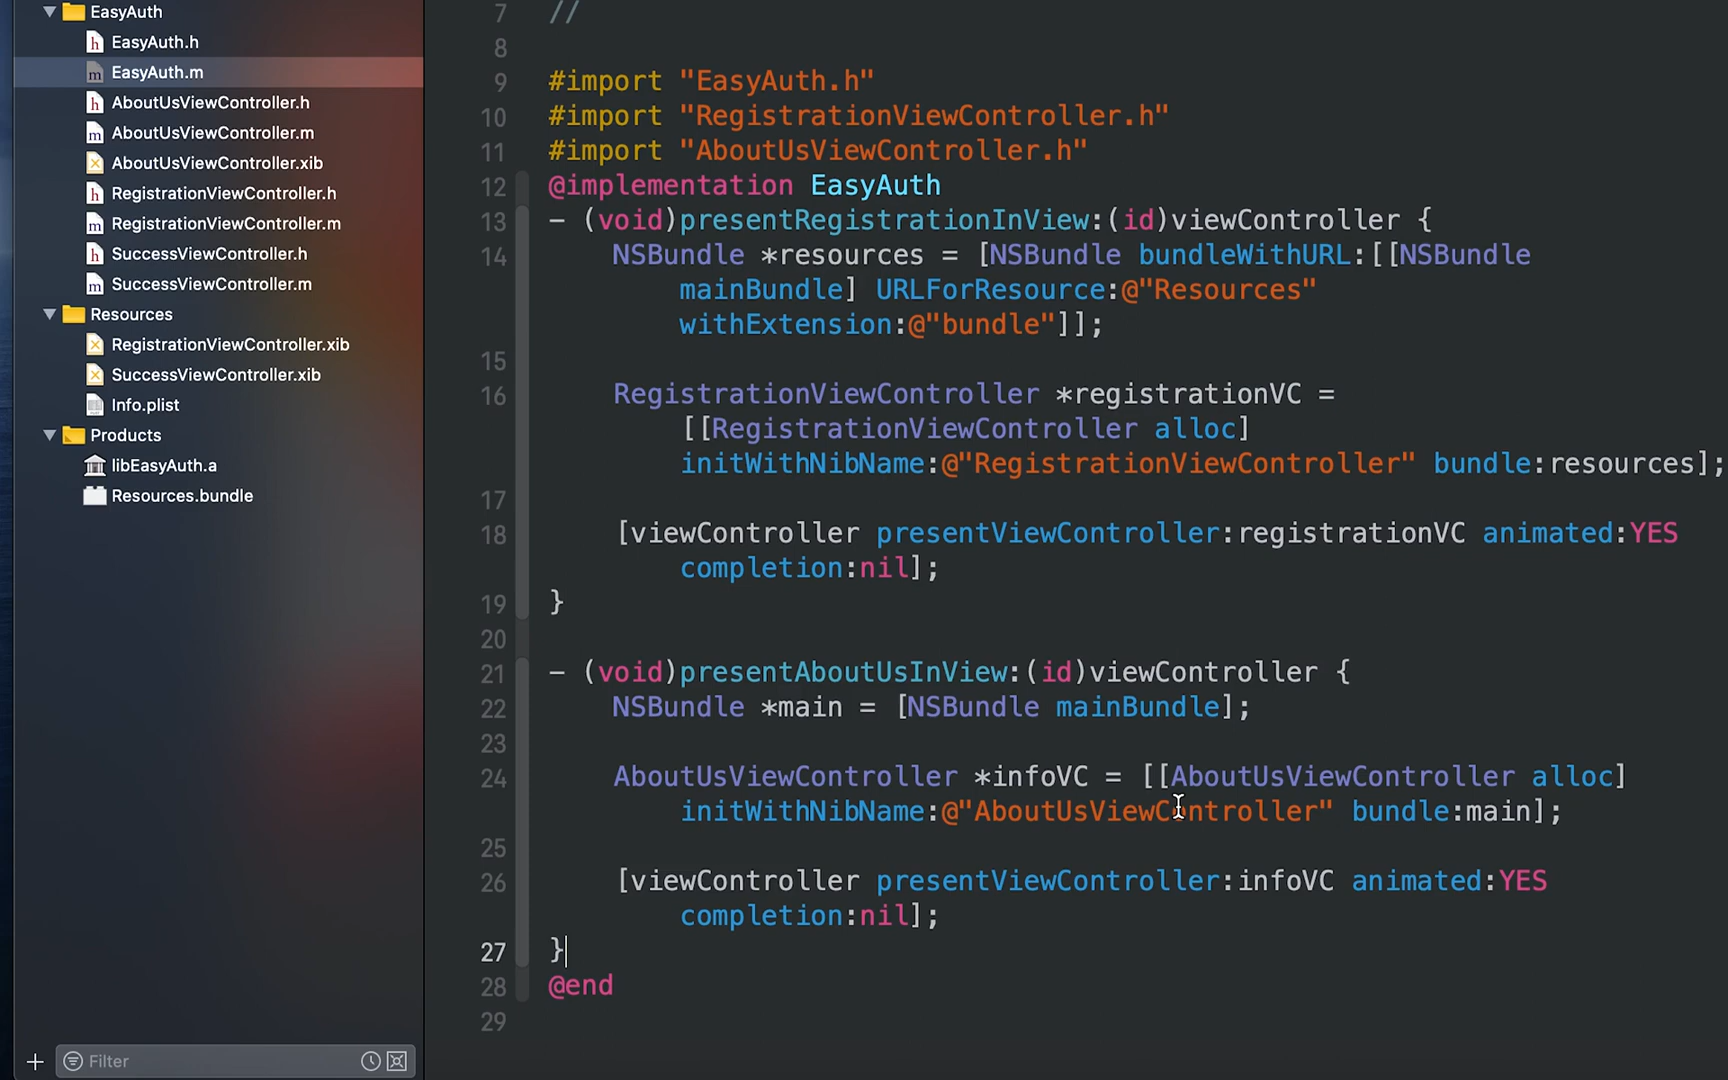 EasyAuth
EasyAuth.h
EasyAuth.m
AboutUsViewController.h
AboutUsViewController.m
AboutUsViewController.xib
RegistrationViewController.h
RegistrationViewController.m
SuccessViewController.h
SuccessViewController.m
Resources
RegistrationViewController.xib
SuccessViewController.xib
Info.plist
Products
libEasyAuth.a
Resources.bundle
Filter
7 //
8
9 #import "EasyAuth.h"
10 #import "RegistrationViewController.h"
11 #import "AboutUsViewController.h"
12 @implementation EasyAuth
13 - (void)presentRegistrationInView:(id)viewController {
14 NSBundle *resources = [NSBundle bundleWithURL:[[NSBundle
mainBundle] URLForResource:@"Resources"
withExtension:@"bundle"]];
15
16 RegistrationViewController *registrationVC =
[[RegistrationViewController alloc]
initWithNibName:@"RegistrationViewController" bundle:resources];
17
18 [viewController presentViewController:registrationVC animated:YES
completion:nil];
19 }
20
21 - (void)presentAboutUsInView:(id)viewController {
22 NSBundle *main = [NSBundle mainBundle];
23
24 AboutUsViewController *infoVC = [[AboutUsViewController alloc]
initWithNibName:@"AboutUsViewController" bundle:main];
25
26 [viewController presentViewController:infoVC animated:YES
completion:nil];
27 }
28 @end
29